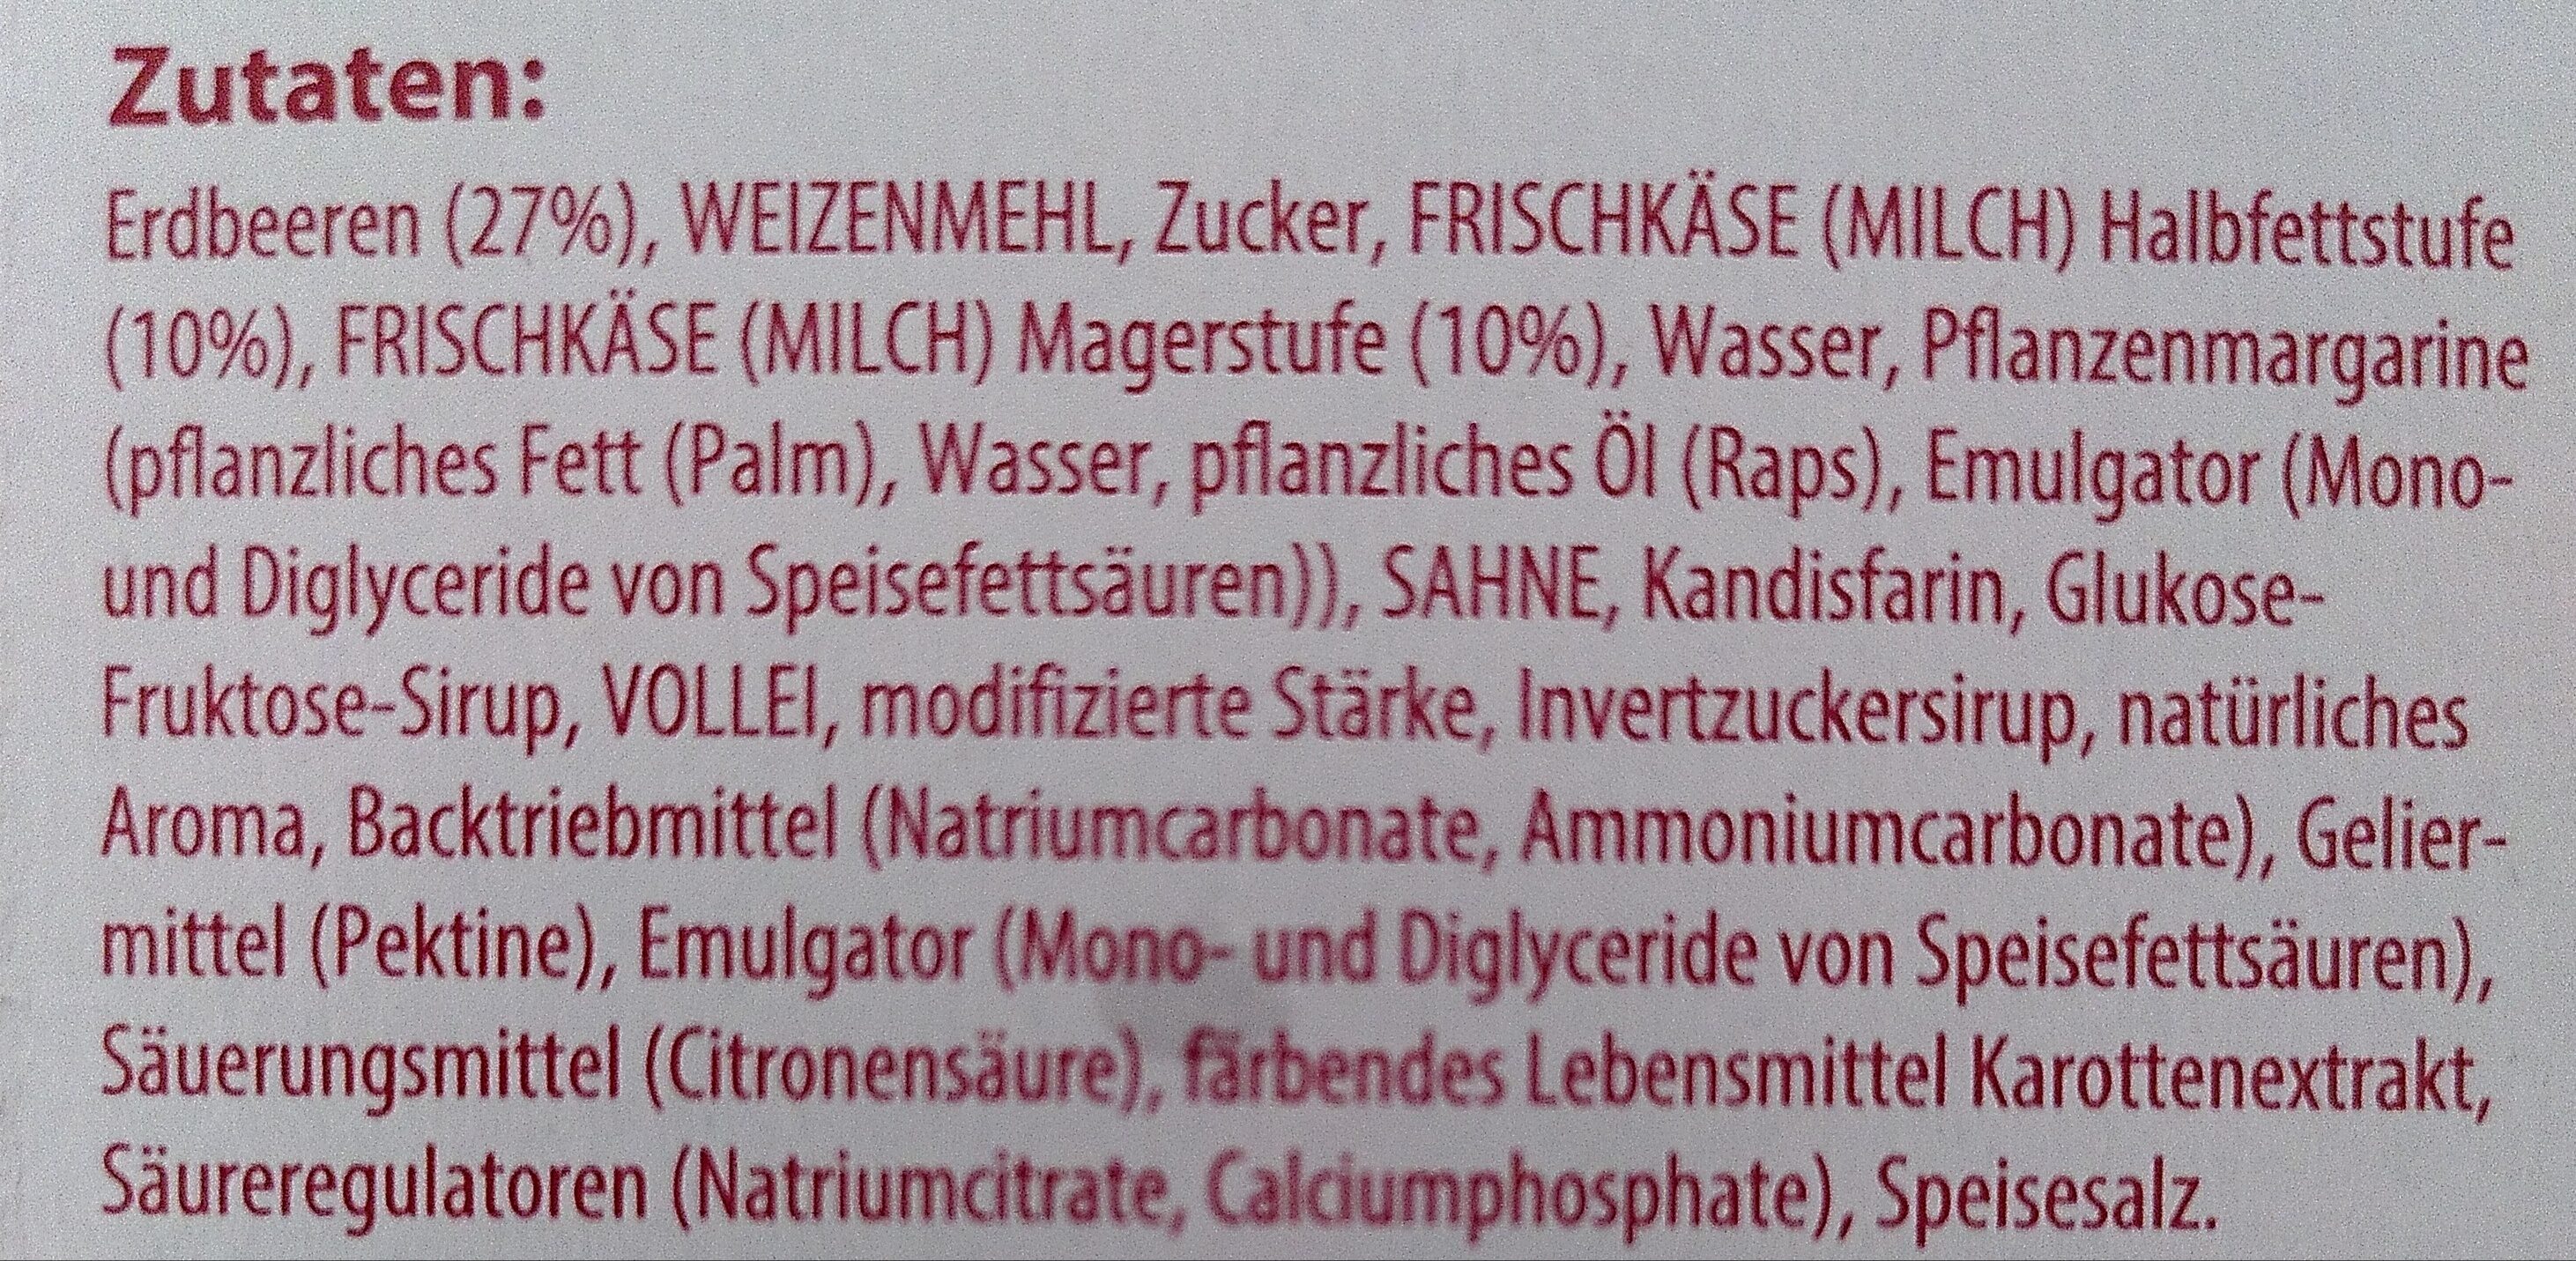 Zutaten:
Erdbeeren (27%), WEIZENMEHL, Zucker, FRISCHKÄSE (MILCH) Halbfettstufe
(10%), FRISCHKÄSE (MILCH) Magerstufe (10%), Wasser, Pflanzenmargarine
(pflanzliches Fett (Palm), Wasser, pflanzliches Öl (Raps), Emulgator (Mono-
und Diglyceride von Speisefettsäuren)), SAHNE, Kandisfarin, Glukose-
Fruktose-Sirup, VOLLEI, modifizierte Stärke, Invertzuckersirup, natürliches
Aroma, Backtriebmittel (Natriumcarbonate, Ammoniumcarbonate), Gelier-
mittel (Pektine), Emulgator (Mono- und Diglyceride von Speisefettsäuren),
Säuerungsmittel (Citronensäure), färbendes Lebensmittel Karottenextrakt,
Säureregulatoren (Natriumcitrate, Calciumphosphate), Speisesalz.